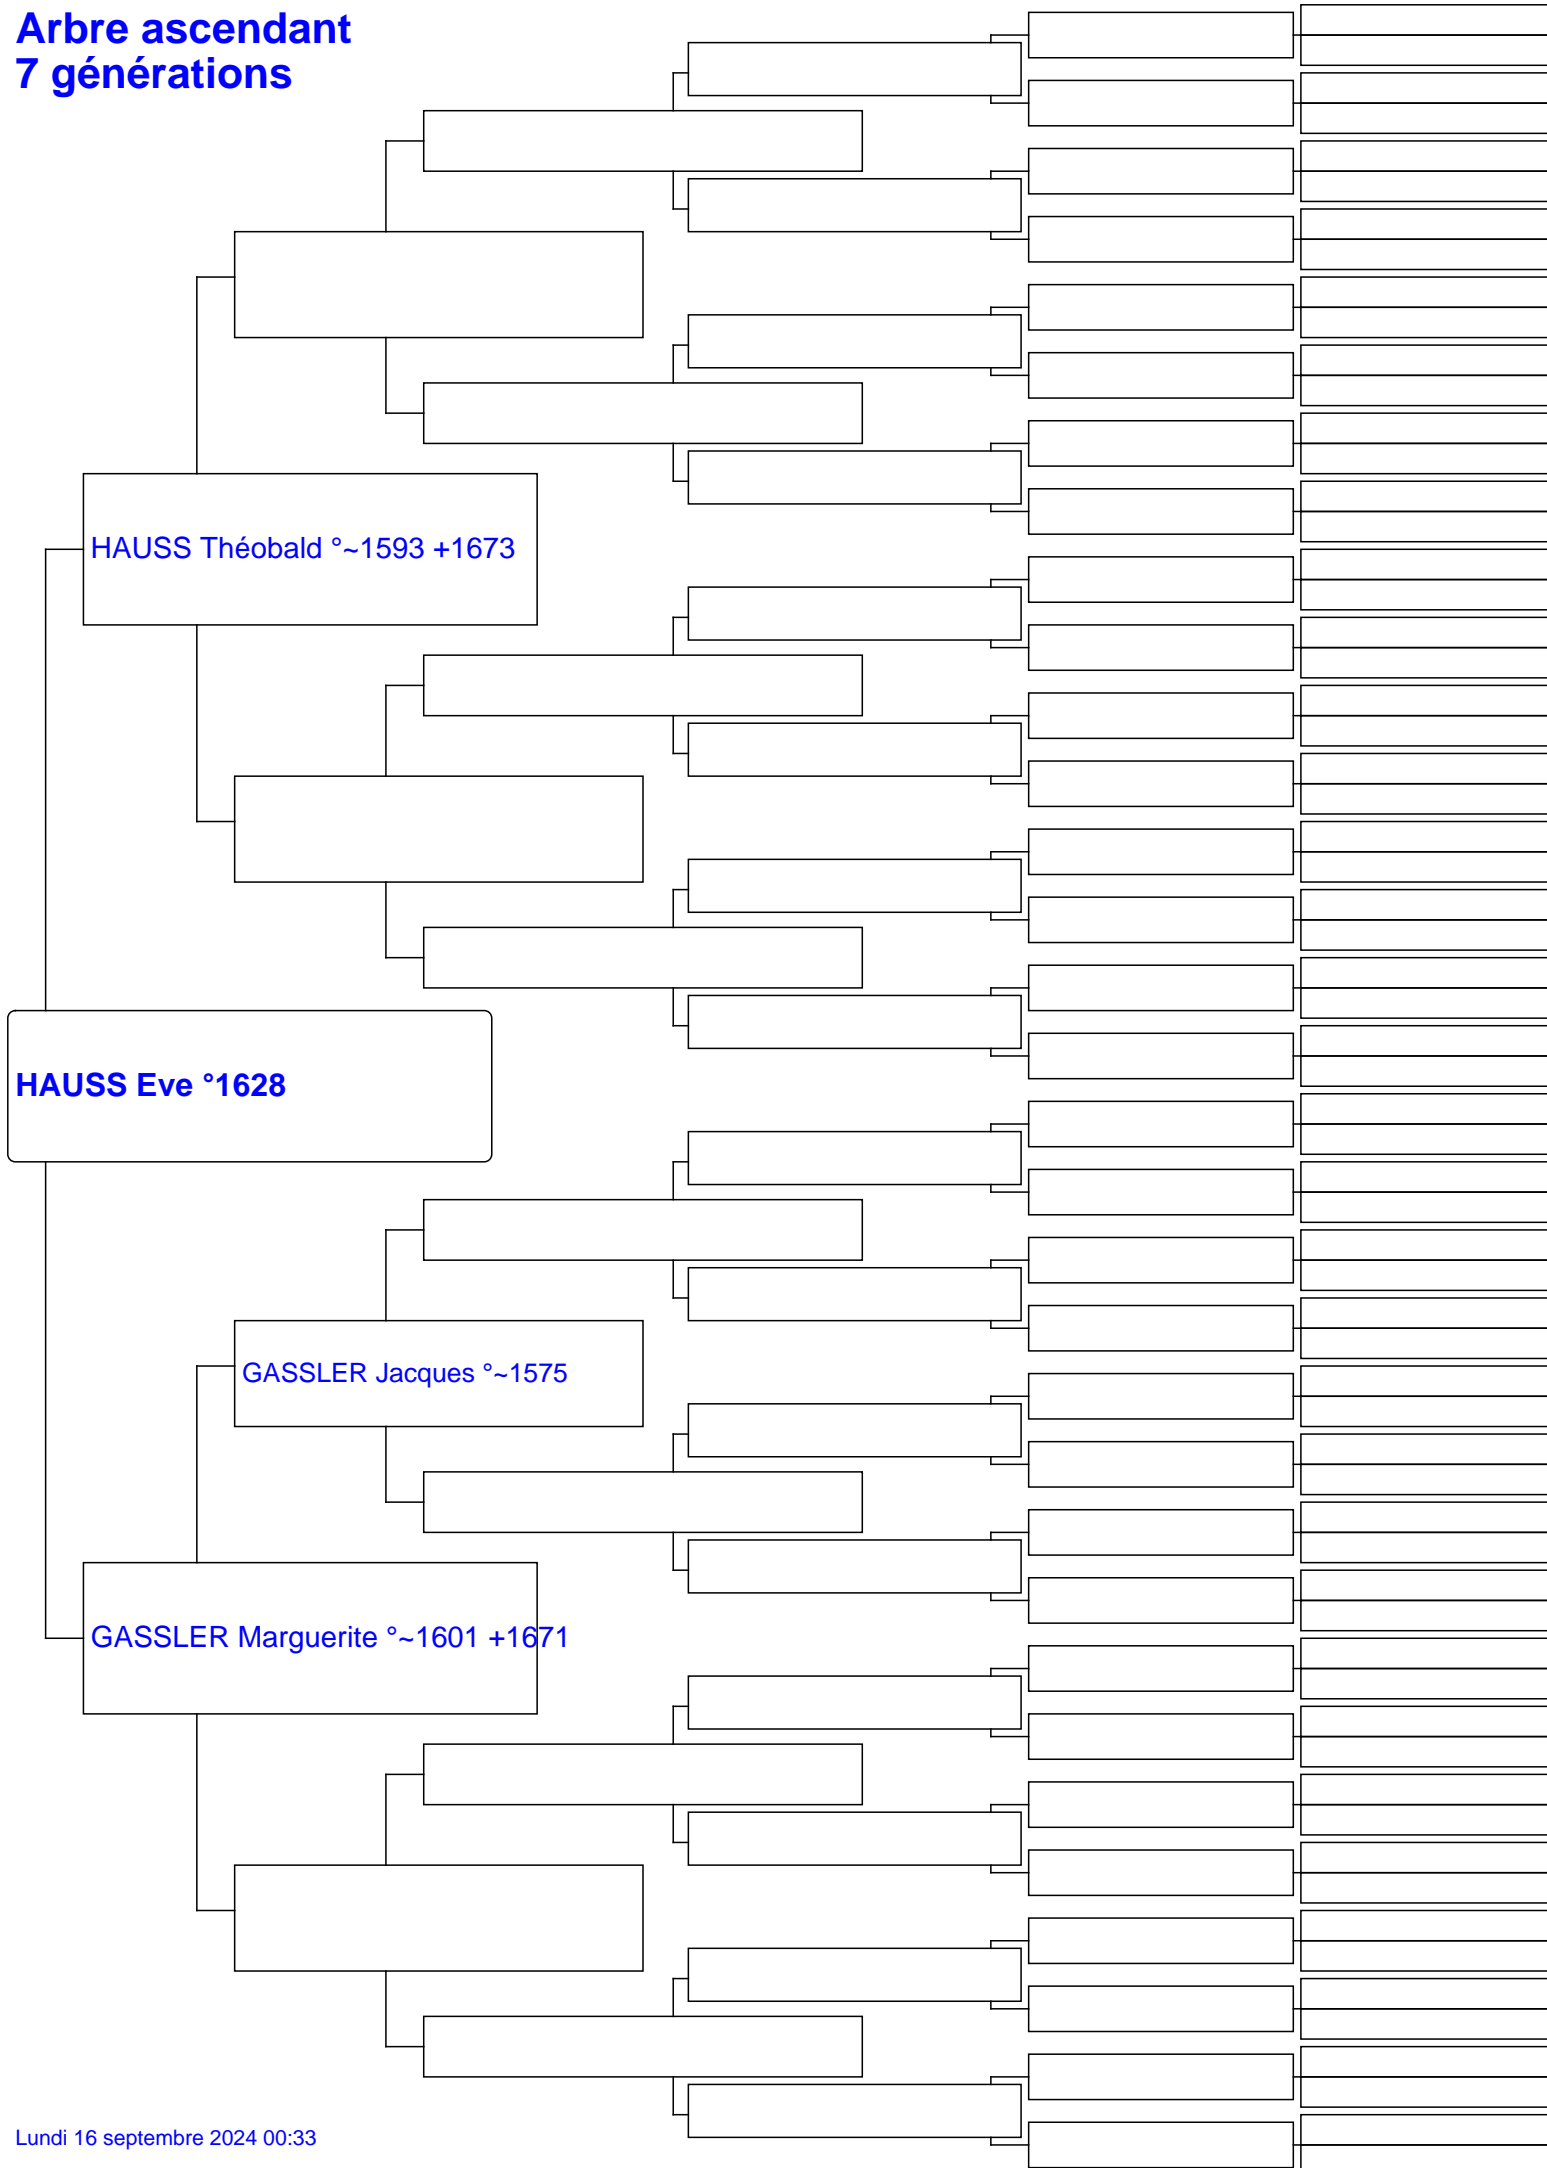 Arbre ascendant
7 générations
HAUSS Théobald °~1593 +1673
HAUSS Eve °1628
GASSLER Jacques °~1575
GASSLER Marguerite °~1601 +1671
Lundi 16 septembre 2024 00:33